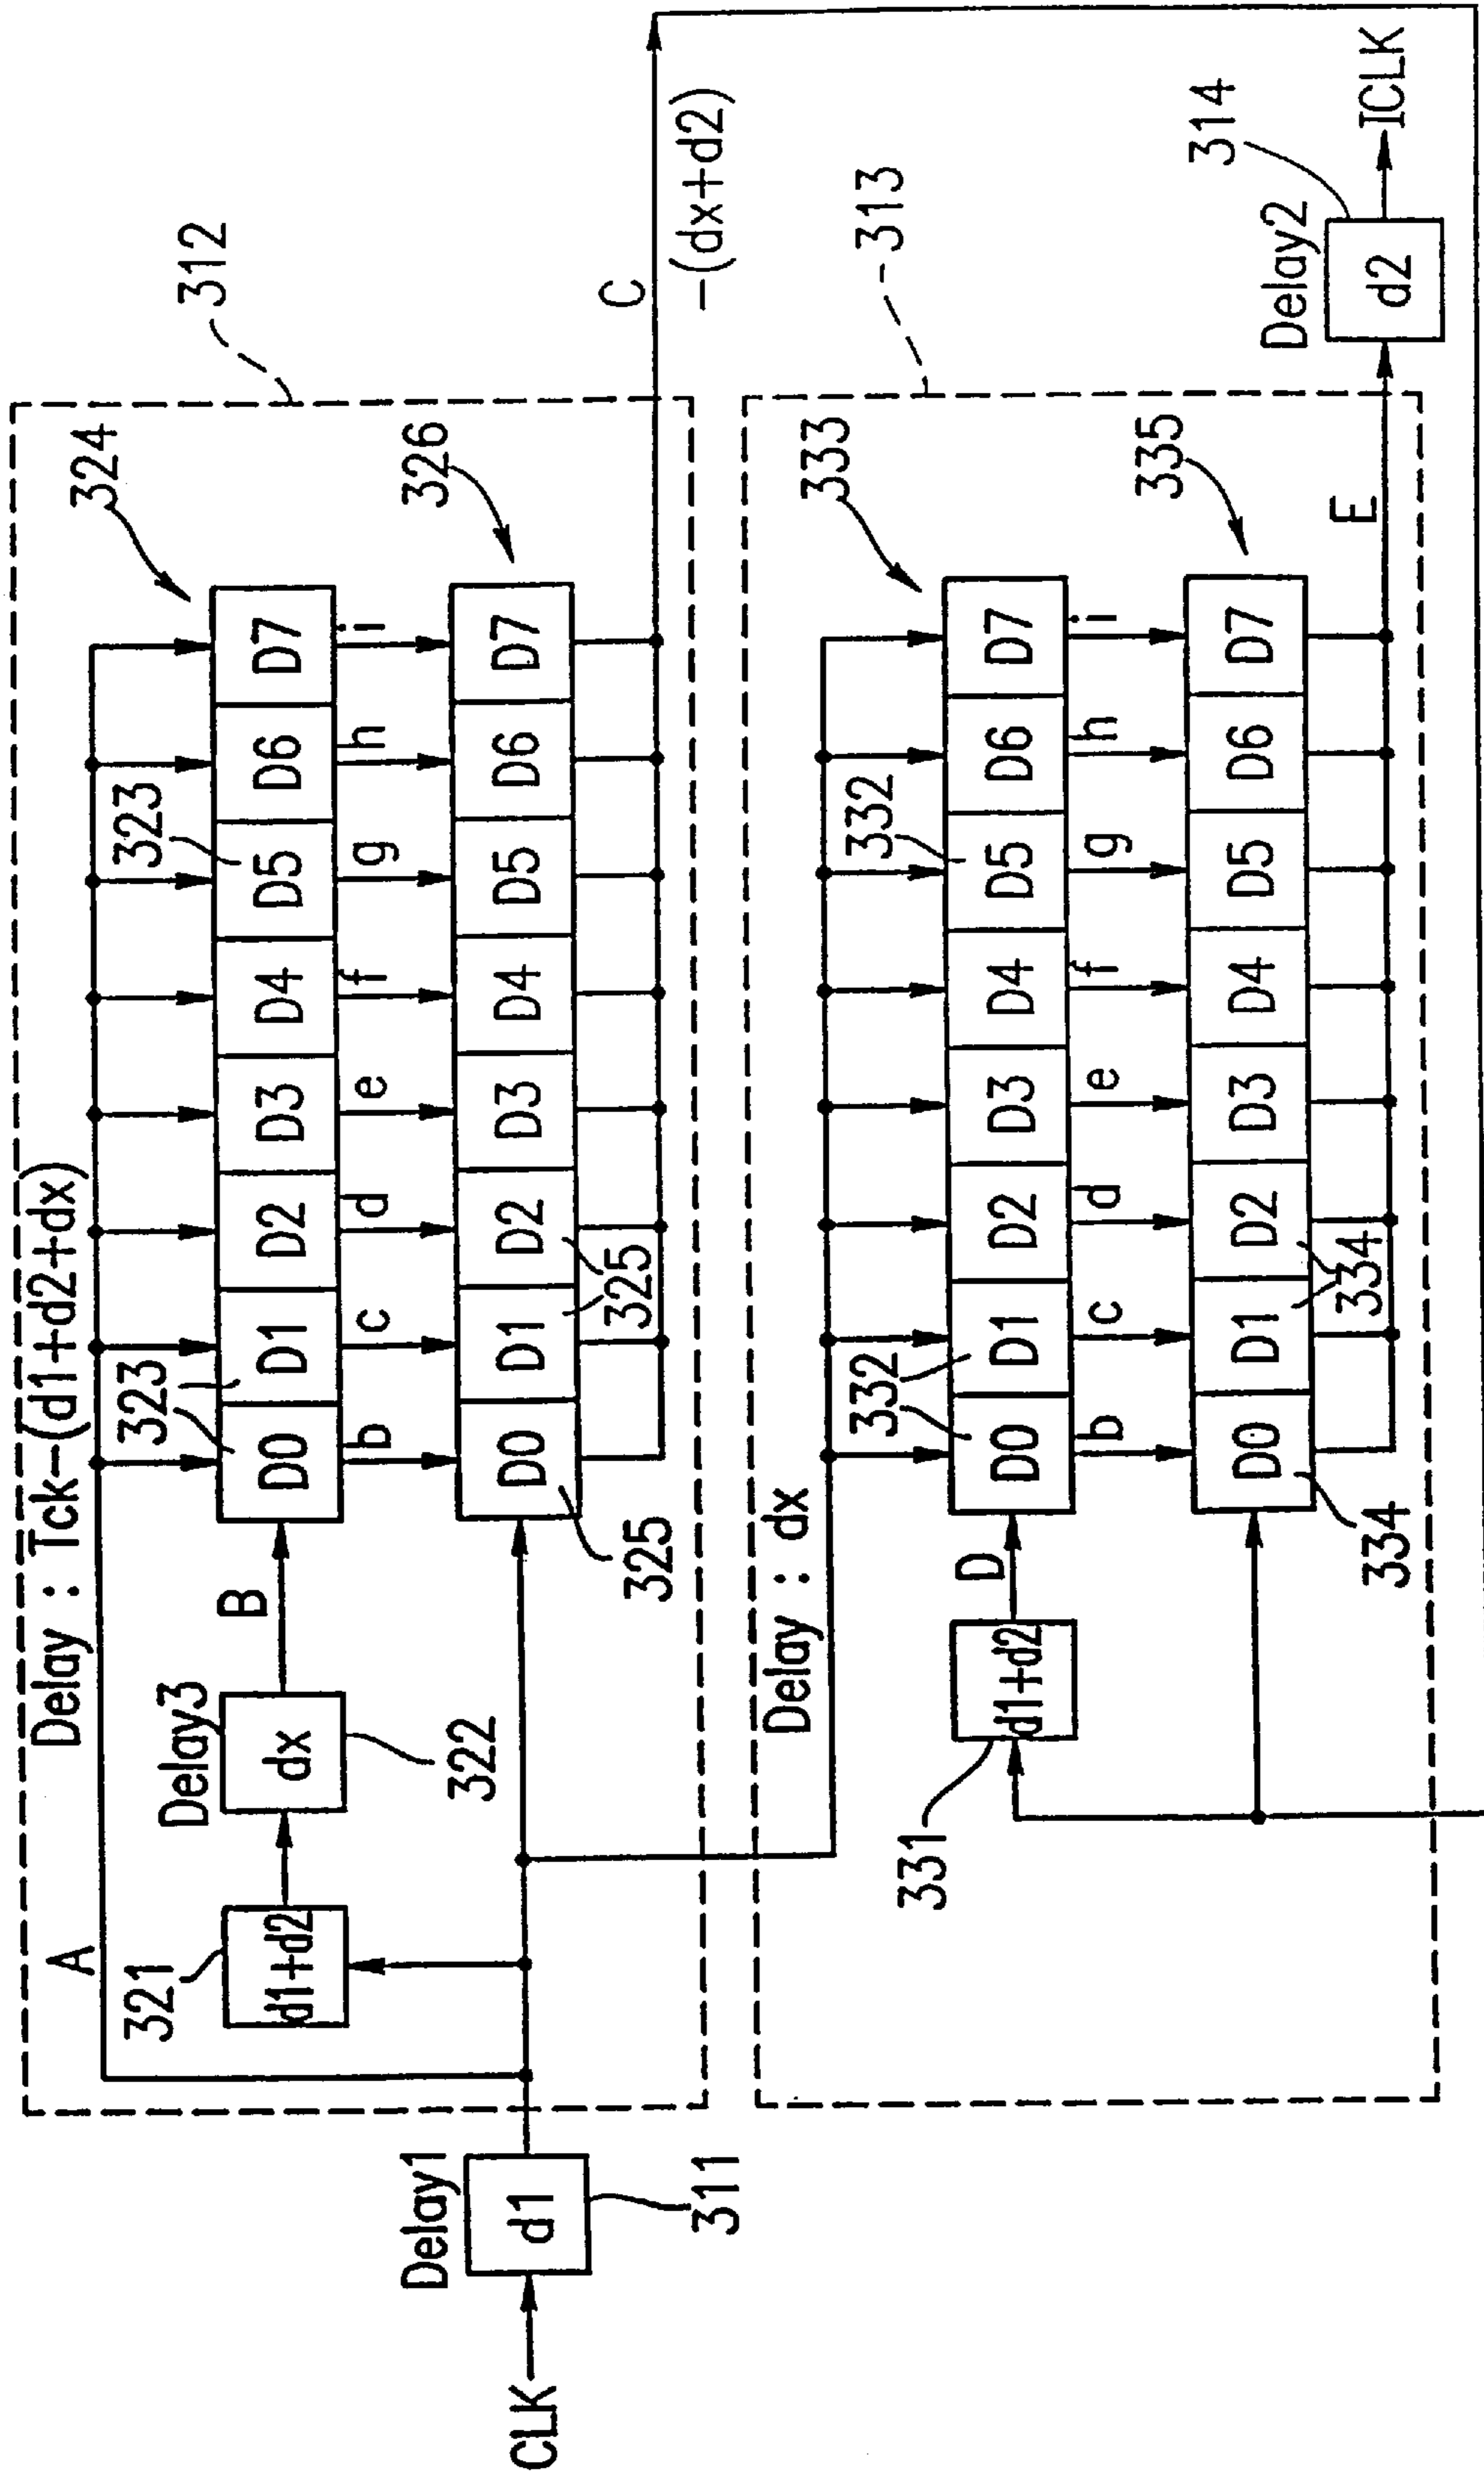 Delay : Tck-(d1+d2+dx)
312
A
321
d1+d2
Delay3
dx
322
B
324
323
323
D0 D1 D2 D3 D4 D5 D6 D7
b c d e f g h i
326
D0 D1 D2 D3 D4 D5 D6 D7
325
325
C
-(dx+d2)
CLK
Delay1
d1
311
Delay : dx
313
331
d1+d2
D
333
332
332
D0 D1 D2 D3 D4 D5 D6 D7
b c d e f g h i
335
D0 D1 D2 D3 D4 D5 D6 D7
334
334
E
Delay2
d2
314
ICLK